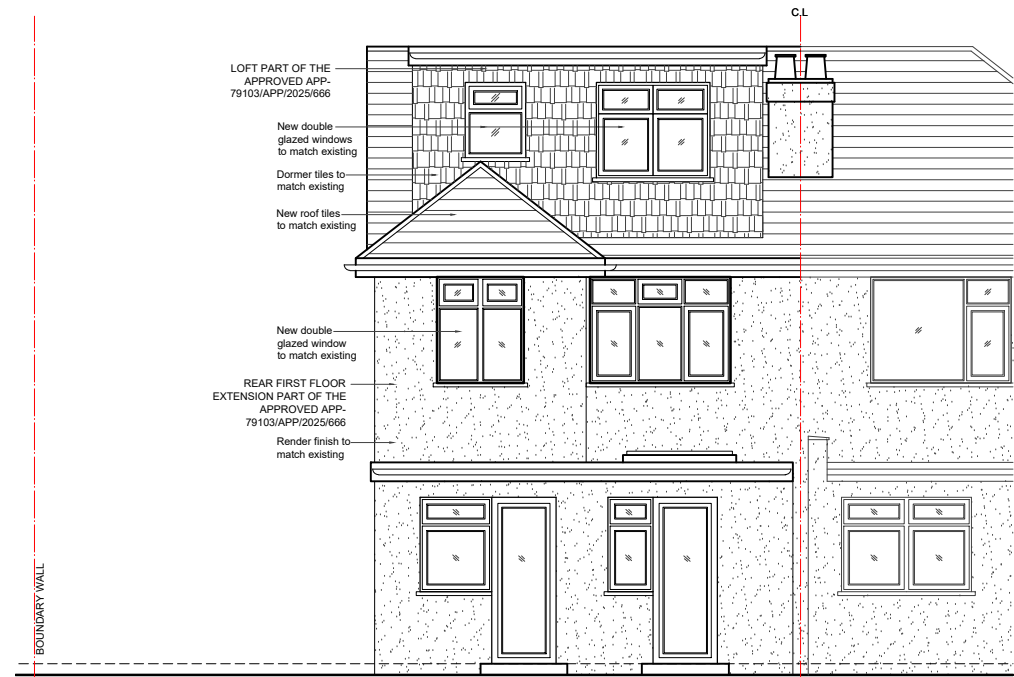 C.L
LOFT PART OF THE
APPROVED APP-
79103/APP/2025/666
New double
glazed windows
to match existing
Dormer tiles to
match existing
New roof tiles
to match existing
New double
glazed window
to match existing
REAR FIRST FLOOR
EXTENSION PART OF THE
APPROVED APP-
79103/APP/2025/666
Render finish to
match existing
BOUNDARY WALL